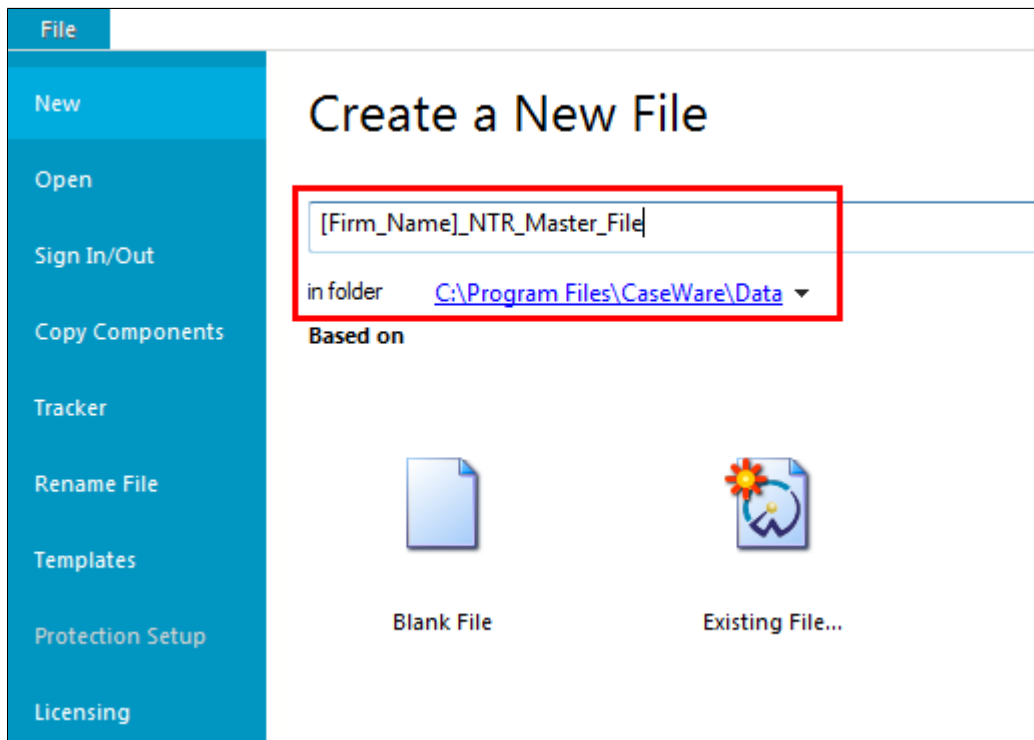 File
New
Open
Sign In/Out
Copy Components
Tracker
Rename File
Templates
Protection Setup
Licensing
Create a New File
[Firm_Name]_NTR_Master_File
in folder C:\Program Files\CaseWare\Data
Based on
Blank File
Existing File...